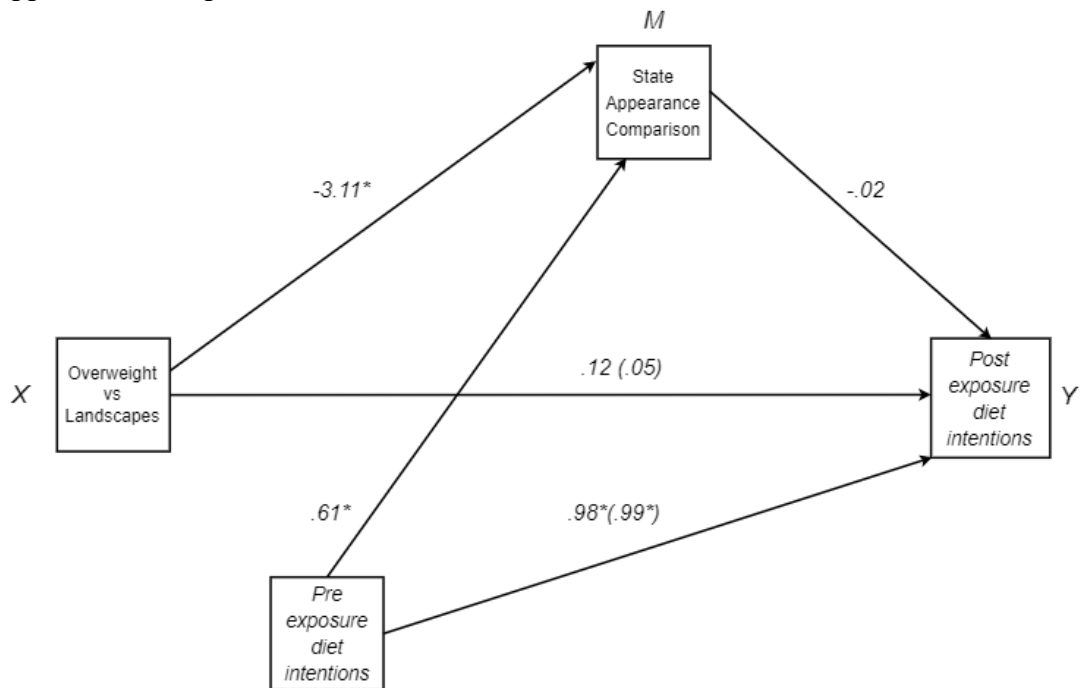 M
State
Appearance
Comparison
-3.11*
-.02
X
Overweight
vs
Landscapes
.12 (.05)
Post
exposure
diet
intentions
Y
.61*
.98*(.99*)
Pre
exposure
diet
intentions